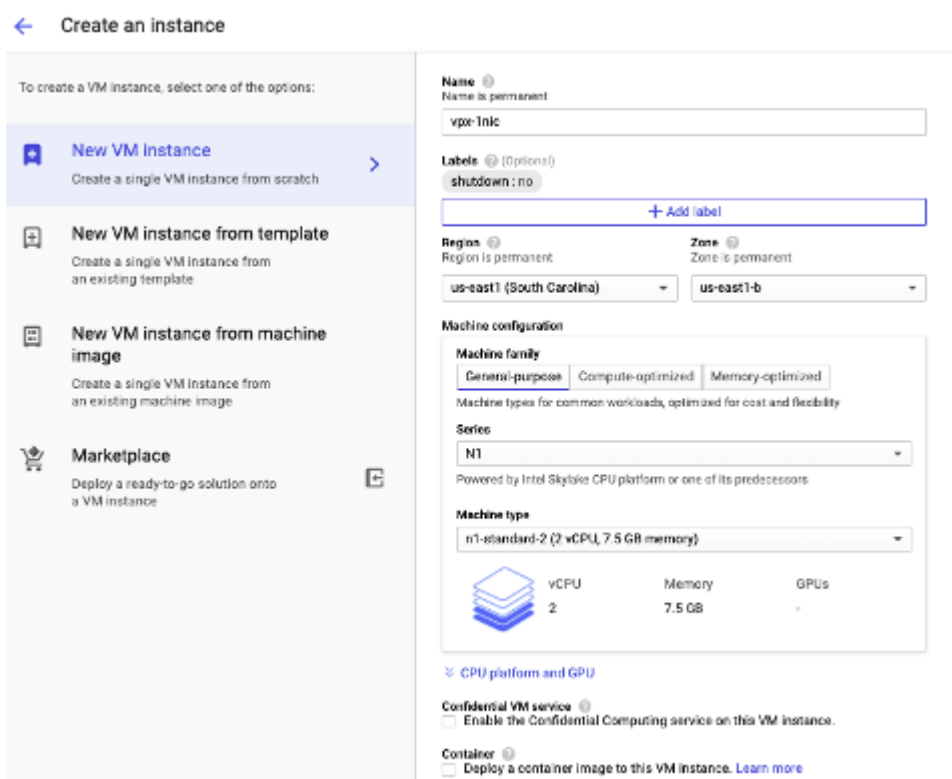 Create an instance
To create a VM instance, select one of the options:
New VM instance
Create a single VM instance from scratch
New VM instance from template
Create a single VM instance from
an existing template
New VM instance from machine
image
Create a single VM instance from
an existing machine image
Marketplace
Deploy a ready-to-go solution onto
a VM instance
Name
Name is permanent
vpx-1nic
Labels (Optional)
shutdown : no
+ Add label
Region
Region is permanent
us-east1 (South Carolina)
Zone
Zone is permanent
us-east1-b
Machine configuration
Machine family
General-purpose Compute-optimized Memory-optimized
Machine types for common workloads, optimized for cost and flexibility
Series
N1
Powered by Intel Skylake CPU platform or one of its predecessors
Machine type
n1-standard-2 (2 vCPU, 7.5 GB memory)
vCPU Memory GPUs
2 7.5 GB -
CPU platform and GPU
Confidential VM service
Enable the Confidential Computing service on this VM instance.
Container
Deploy a container image to this VM instance. Learn more